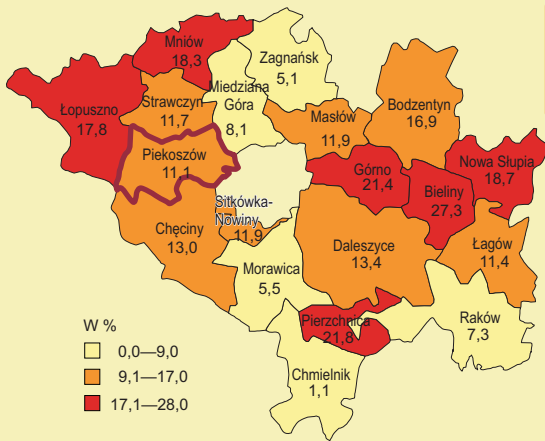 Mniów
18,3
Zagnańsk
5,1
Łopuszno
17,8
Strawczyn
11,7
Miedziana
Góra
8,1
Masłów
11,9
Bodzentyn
16,9
Piekoszów
11,1
Górno
21,4
Bieliny
27,3
Nowa Słupia
18,7
Sitkówka-
Nowiny
11,9
Chęciny
13,0
Daleszyce
13,4
Łagów
11,4
Morawica
5,5
Pierzchnica
21,8
Raków
7,3
Chmielnik
1,1
W %
0,0—9,0
9,1—17,0
17,1—28,0